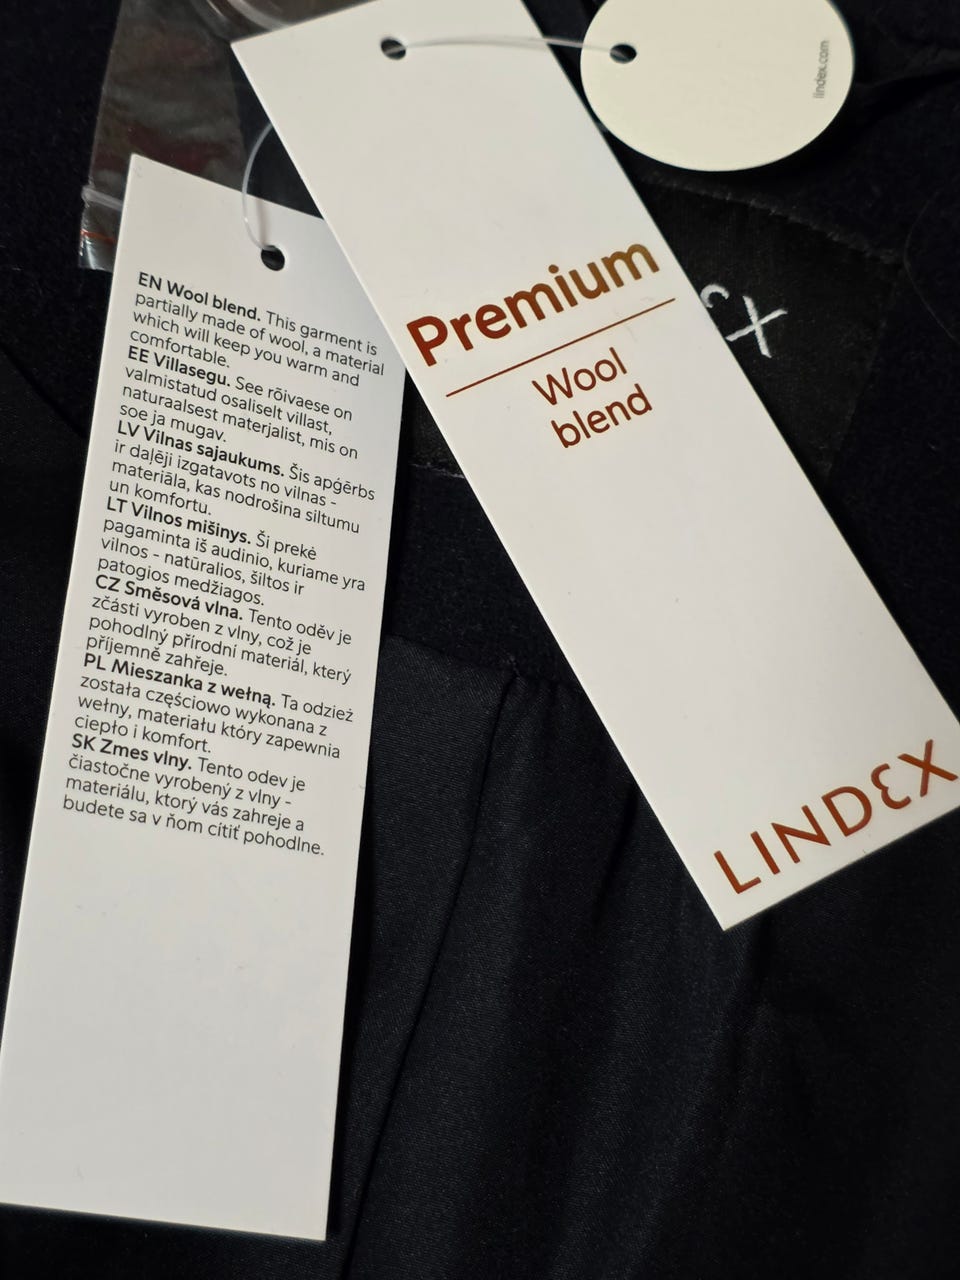 EN Wool blend. This garment is
partially made of wool, a material
which will keep you warm and
comfortable.
EE Villasegu. See rõivaese on
valmistatud osaliselt villast,
naturaalsest materjalist, mis on
soe ja mugav.
LV Vilnas sajaukums. Šis apģērbs
ir daļēji izgatavots no vilnas -
materiāla, kas nodrošina siltumu
un komfortu.
LT Vilnos mišinys. Ši prekė
pagaminta iš audinio, kuriame yra
vilnos - natūralios, šiltos ir
patogios medžiagos.
CZ Směsová vlna. Tento oděv je
zčásti vyroben z vlny, což je
pohodlný přírodní materiál, který
příjemně zahřeje.
PL Mieszanka z wełną. Ta odzież
została częściowo wykonana z
wełny, materiału który zapewnia
ciepło i komfort.
SK Zmes vlny. Tento odev je
čiastočne vyrobený z vlny -
materiálu, ktorý vás zahreje a
budete sa v ňom cítiť pohodlne.
Premium
Wool
blend
LINDEX
lindex.com